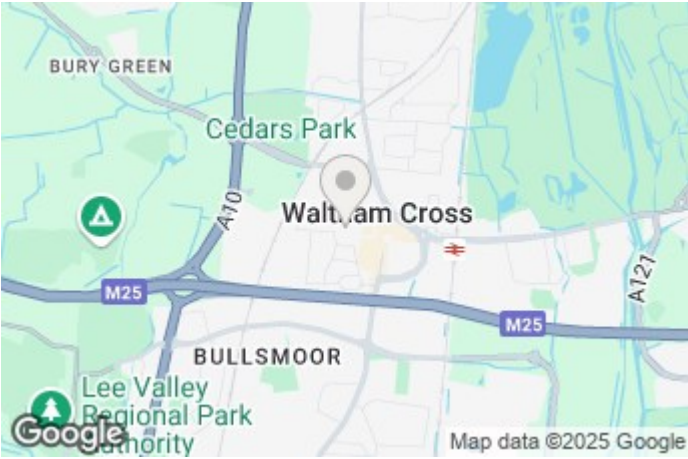 BURY GREEN
Cedars Park
A10
Waltham Cross
A121
M25
M25
BULLSMOOR
Lee Valley
Regional Park
Authority
Google
Map data ©2025 Google